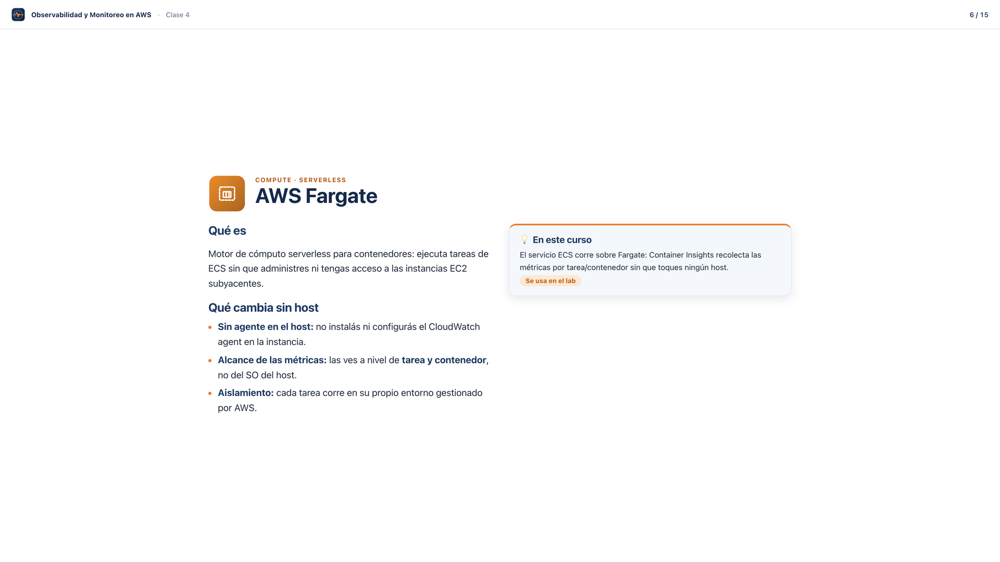 Observabilidad y Monitoreo en AWS · Clase 4
6 / 15
COMPUTE · SERVERLESS
AWS Fargate
Qué es
Motor de cómputo serverless para contenedores: ejecuta tareas de
ECS sin que administres ni tengas acceso a las instancias EC2
subyacentes.
Qué cambia sin host
• Sin agente en el host: no instalás ni configurás el CloudWatch
agent en la instancia.
• Alcance de las métricas: las ves a nivel de tarea y contenedor,
no del SO del host.
• Aislamiento: cada tarea corre en su propio entorno gestionado
por AWS.
💡 En este curso
El servicio ECS corre sobre Fargate: Container Insights recolecta las
métricas por tarea/contenedor sin que toques ningún host.
Se usa en el lab